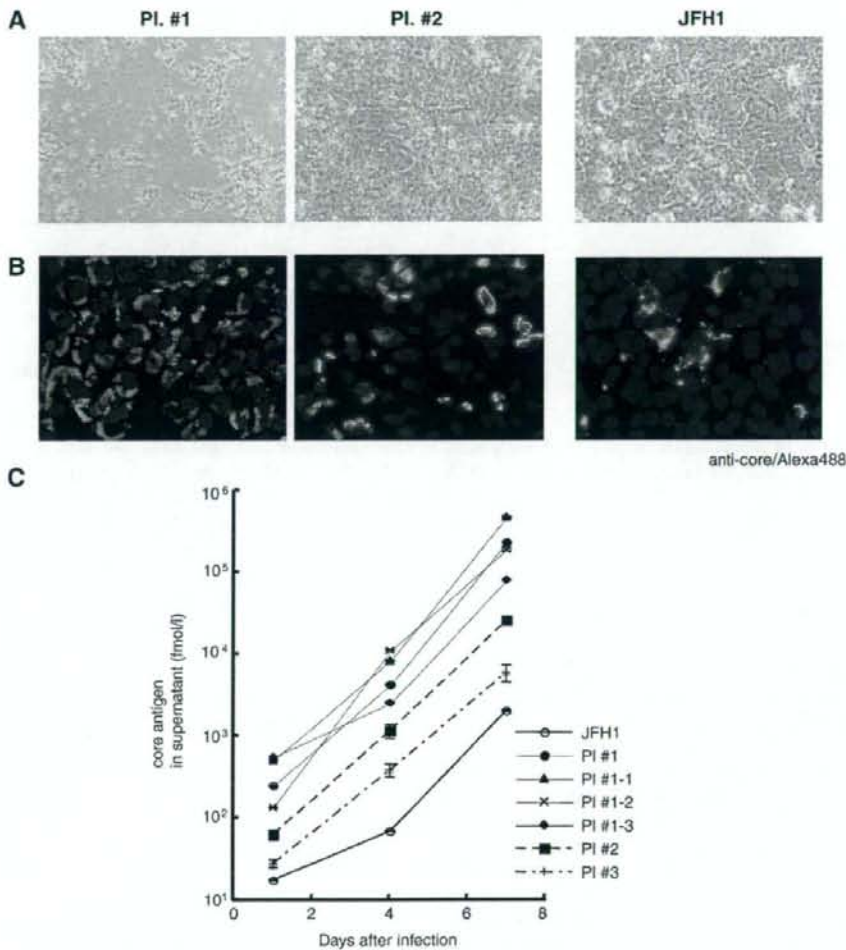 A
Pl. #1
Pl. #2
JFH1
B
anti-core/Alexa488
C
core antigen
in supernatant (fmol/l)
10⁶
10⁵
10⁴
10³
10²
10¹
0
2
4
6
8
Days after infection
JFH1
Pl #1
Pl #1-1
Pl #1-2
Pl #1-3
Pl #2
Pl #3